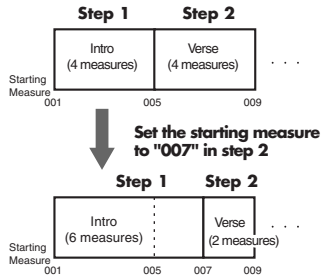 Step 1 Step 2
Intro
(4 measures)
Verse
(4 measures)
. . .
Starting
Measure
001 005 009
Set the starting measure
to "007" in step 2
Step 1 Step 2
Intro
(6 measures)
Verse
(2 measures)
. . .
Starting
Measure
001 005 007 009